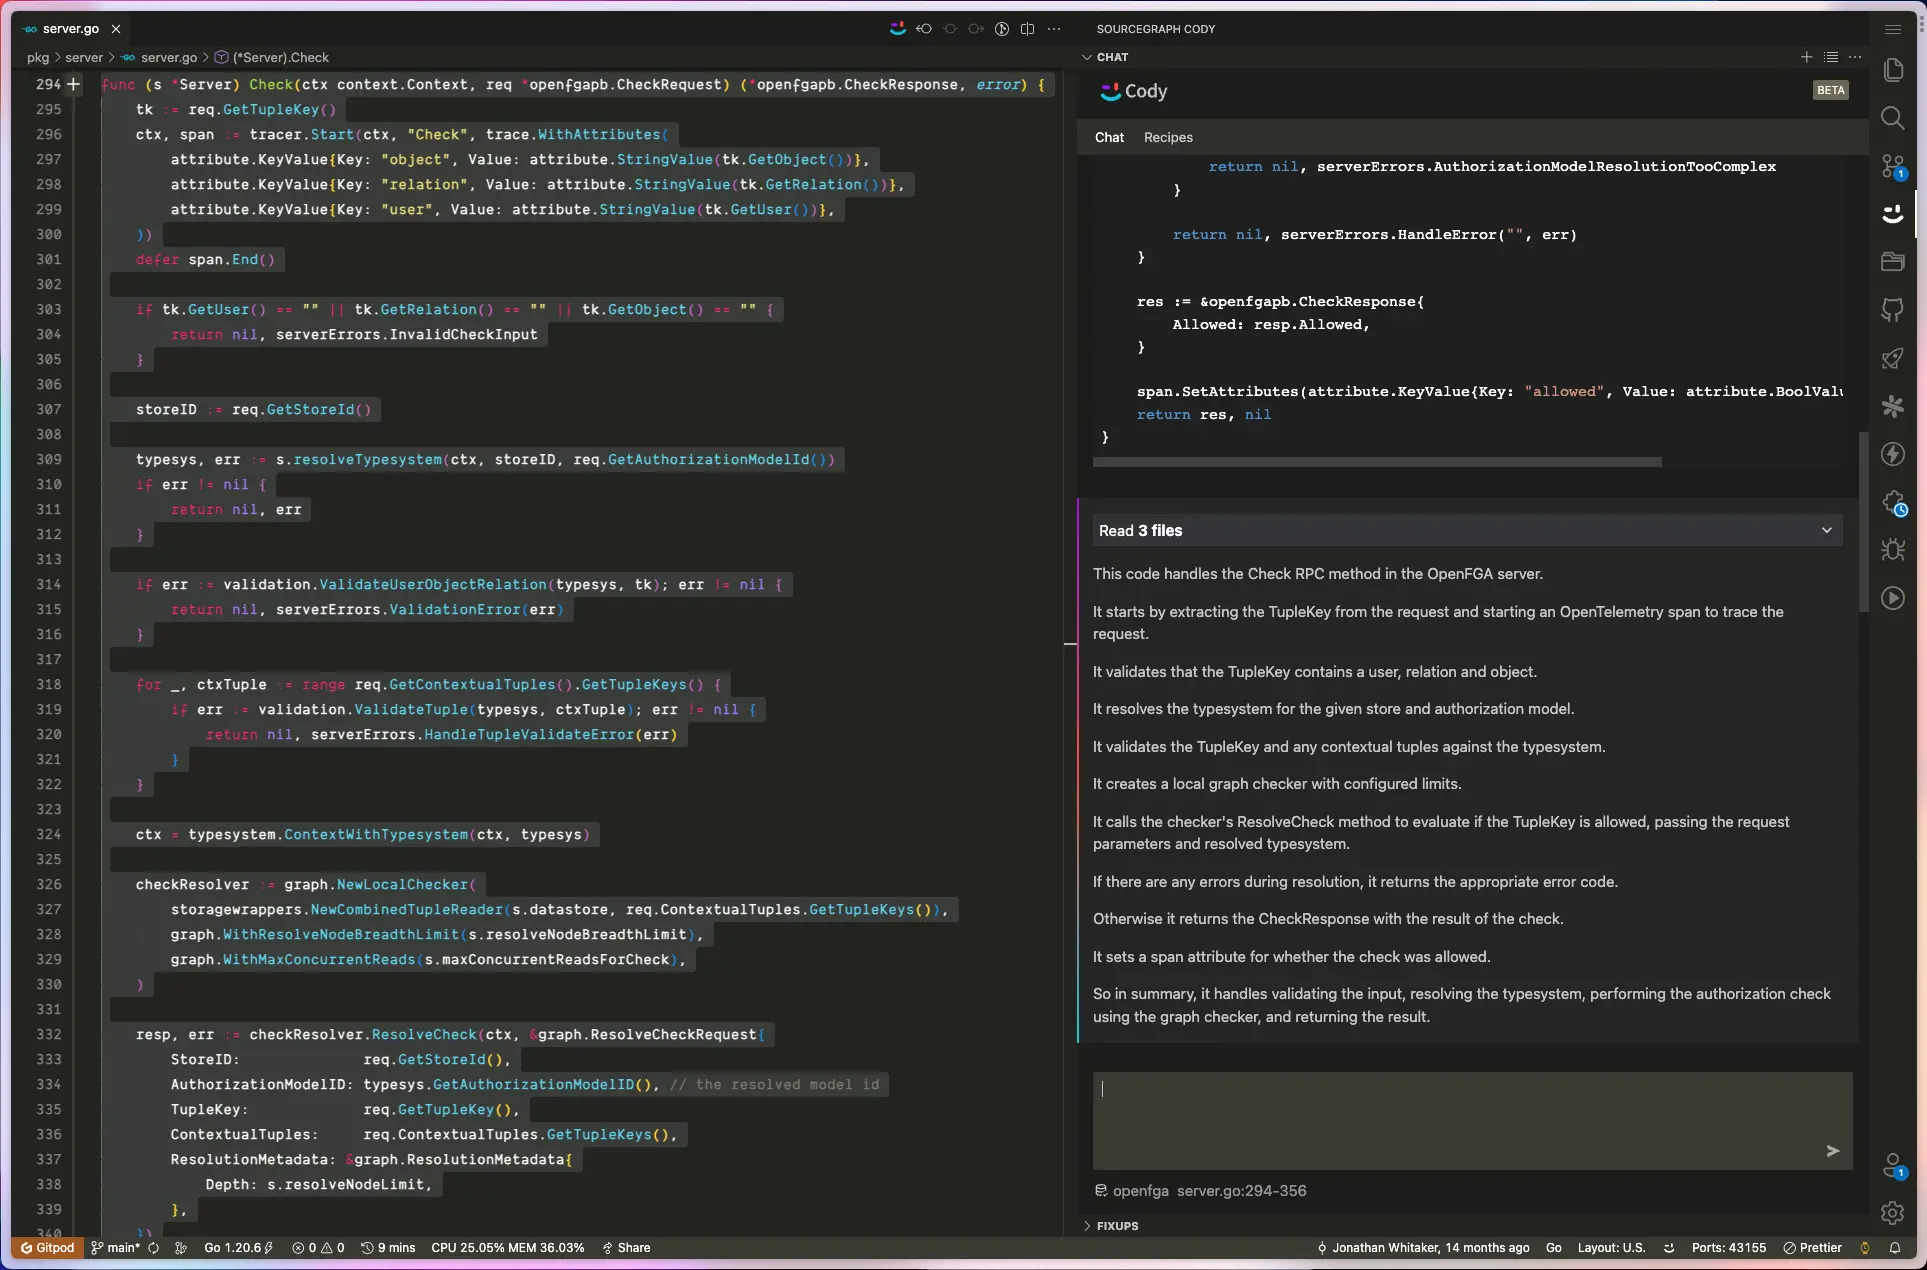 server.go
SOURCEGRAPH CODY
pkg > server > server.go > (*Server).Check
CHAT
294 func (s *Server) Check(ctx context.Context, req *openfgapb.CheckRequest) (*openfgapb.CheckResponse, error) {
295 tk := req.GetTupleKey()
296 ctx, span := tracer.Start(ctx, "Check", trace.WithAttributes(
297 attribute.KeyValue{Key: "object", Value: attribute.StringValue(tk.GetObject())},
298 attribute.KeyValue{Key: "relation", Value: attribute.StringValue(tk.GetRelation())},
299 attribute.KeyValue{Key: "user", Value: attribute.StringValue(tk.GetUser())},
300 ))
301 defer span.End()
302
303 if tk.GetUser() == "" || tk.GetRelation() == "" || tk.GetObject() == "" {
304 return nil, serverErrors.InvalidCheckInput
305 }
306
307 storeID := req.GetStoreId()
308
309 typesys, err := s.resolveTypesystem(ctx, storeID, req.GetAuthorizationModelId())
310 if err != nil {
311 return nil, err
312 }
313
314 if err := validation.ValidateUserObjectRelation(typesys, tk); err != nil {
315 return nil, serverErrors.ValidationError(err)
316 }
317
318 for _, ctxTuple := range req.GetContextualTuples().GetTupleKeys() {
319 if err := validation.ValidateTuple(typesys, ctxTuple); err != nil {
320 return nil, serverErrors.HandleTupleValidateError(err)
321 }
322 }
323
324 ctx = typesystem.ContextWithTypesystem(ctx, typesys)
325
326 checkResolver := graph.NewLocalChecker(
327 storagewrappers.NewCombinedTupleReader(s.datastore, req.ContextualTuples.GetTupleKeys()),
328 graph.WithResolveNodeBreadthLimit(s.resolveNodeBreadthLimit),
329 graph.WithMaxConcurrentReads(s.maxConcurrentReadsForCheck),
330 )
331
332 resp, err := checkResolver.ResolveCheck(ctx, &graph.ResolveCheckRequest{
333 StoreID: req.GetStoreId(),
334 AuthorizationModelID: typesys.GetAuthorizationModelID(), // the resolved model id
335 TupleKey: req.GetTupleKey(),
336 ContextualTuples: req.ContextualTuples.GetTupleKeys(),
337 ResolutionMetadata: &graph.ResolutionMetadata{
338 Depth: s.resolveNodeLimit,
339 },
340 })
Cody
BETA
Chat Recipes
return nil, serverErrors.AuthorizationModelResolutionTooComplex
}
return nil, serverErrors.HandleError("", err)
}
res := &openfgapb.CheckResponse{
Allowed: resp.Allowed,
}
span.SetAttributes(attribute.KeyValue{Key: "allowed", Value: attribute.BoolValu
return res, nil
}
Read 3 files
This code handles the Check RPC method in the OpenFGA server.
It starts by extracting the TupleKey from the request and starting an OpenTelemetry span to trace the
request.
It validates that the TupleKey contains a user, relation and object.
It resolves the typesystem for the given store and authorization model.
It validates the TupleKey and any contextual tuples against the typesystem.
It creates a local graph checker with configured limits.
It calls the checker's ResolveCheck method to evaluate if the TupleKey is allowed, passing the request
parameters and resolved typesystem.
If there are any errors during resolution, it returns the appropriate error code.
Otherwise it returns the CheckResponse with the result of the check.
It sets a span attribute for whether the check was allowed.
So in summary, it handles validating the input, resolving the typesystem, performing the authorization check
using the graph checker, and returning the result.
openfga server.go:294-356
FIXUPS
1
1
Gitpod main* Go 1.20.6 0 0 9 mins CPU 25.05% MEM 36.03% Share Jonathan Whitaker, 14 months ago Go Layout: U.S. Ports: 43155 Prettier